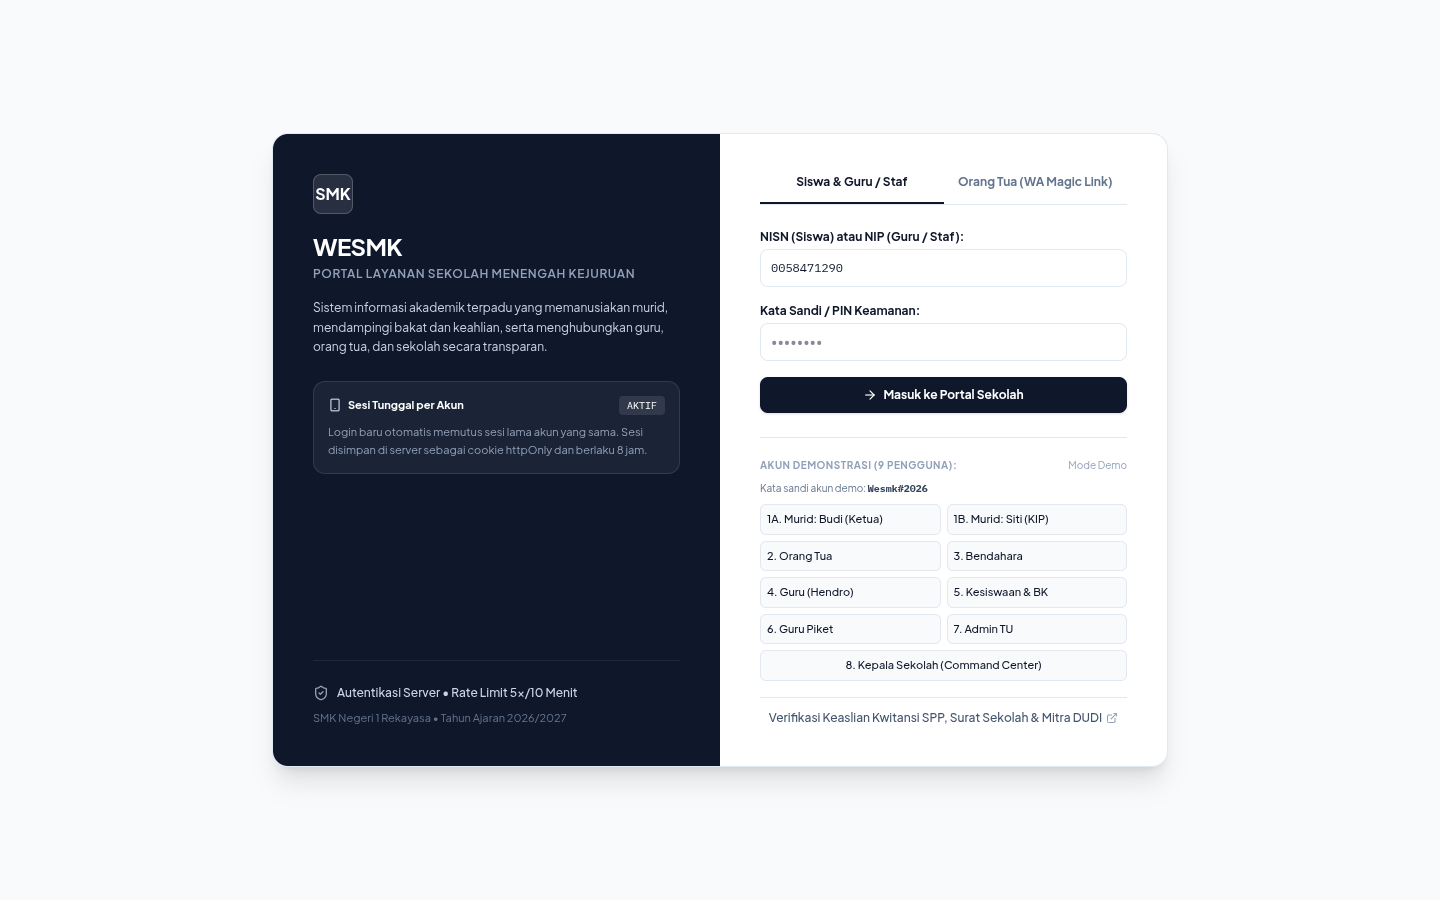 SMK
WESMK
PORTAL LAYANAN SEKOLAH MENENGAH KEJURUAN
Sistem informasi akademik terpadu yang memanusiakan murid,
mendampingi bakat dan keahlian, serta menghubungkan guru,
orang tua, dan sekolah secara transparan.
Sesi Tunggal per Akun
AKTIF
Login baru otomatis memutus sesi lama akun yang sama. Sesi
disimpan di server sebagai cookie httpOnly dan berlaku 8 jam.
Autentikasi Server • Rate Limit 5×/10 Menit
SMK Negeri 1 Rekayasa • Tahun Ajaran 2026/2027
Siswa & Guru / Staf
Orang Tua (WA Magic Link)
NISN (Siswa) atau NIP (Guru / Staf):
0058471290
Kata Sandi / PIN Keamanan:
••••••••
Masuk ke Portal Sekolah
AKUN DEMONSTRASI (9 PENGGUNA):
Mode Demo
Kata sandi akun demo: Wesmk#2026
1A. Murid: Budi (Ketua)
1B. Murid: Siti (KIP)
2. Orang Tua
3. Bendahara
4. Guru (Hendro)
5. Kesiswaan & BK
6. Guru Piket
7. Admin TU
8. Kepala Sekolah (Command Center)
Verifikasi Keaslian Kwitansi SPP, Surat Sekolah & Mitra DUDI